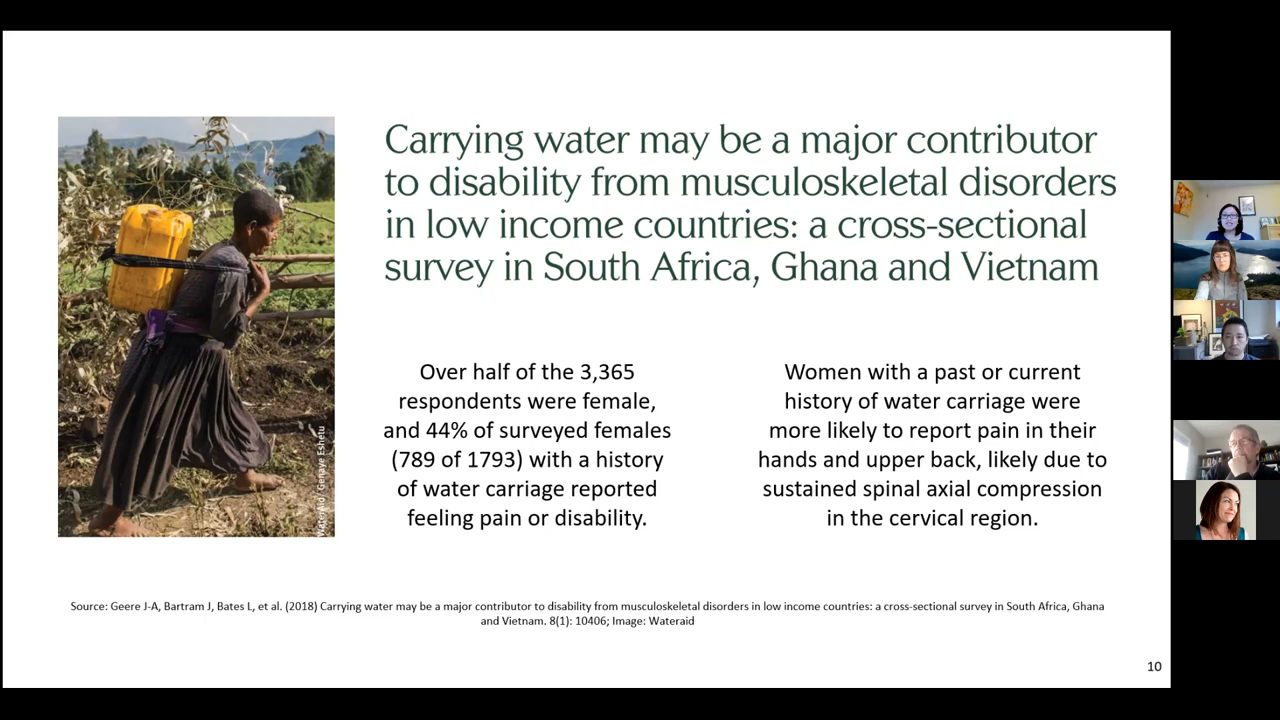 Carrying water may be a major contributor
to disability from musculoskeletal disorders
in low income countries: a cross-sectional
survey in South Africa, Ghana and Vietnam
Over half of the 3,365
respondents were female,
and 44% of surveyed females
(789 of 1793) with a history
of water carriage reported
feeling pain or disability.
Women with a past or current
history of water carriage were
more likely to report pain in their
hands and upper back, likely due to
sustained spinal axial compression
in the cervical region.
WaterAid/ Genaye Eshetu
Source: Geere J-A, Bartram J, Bates L, et al. (2018) Carrying water may be a major contributor to disability from musculoskeletal disorders in low income countries: a cross-sectional survey in South Africa, Ghana
and Vietnam. 8(1): 10406; Image: Wateraid
10